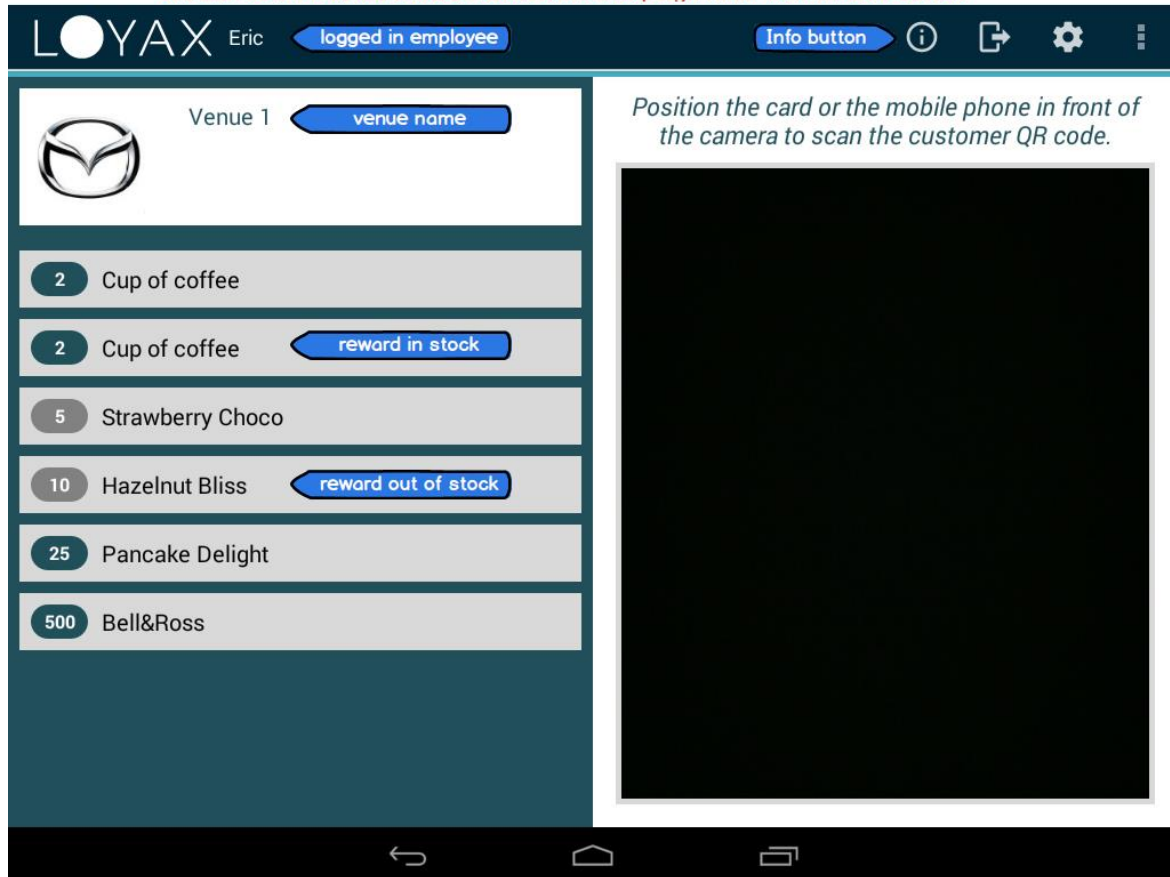 LOYAX Eric logged in employee Info button
Venue 1 venue name
2 Cup of coffee
2 Cup of coffee reward in stock
5 Strawberry Choco
10 Hazelnut Bliss reward out of stock
25 Pancake Delight
500 Bell&Ross
Position the card or the mobile phone in front of
the camera to scan the customer QR code.